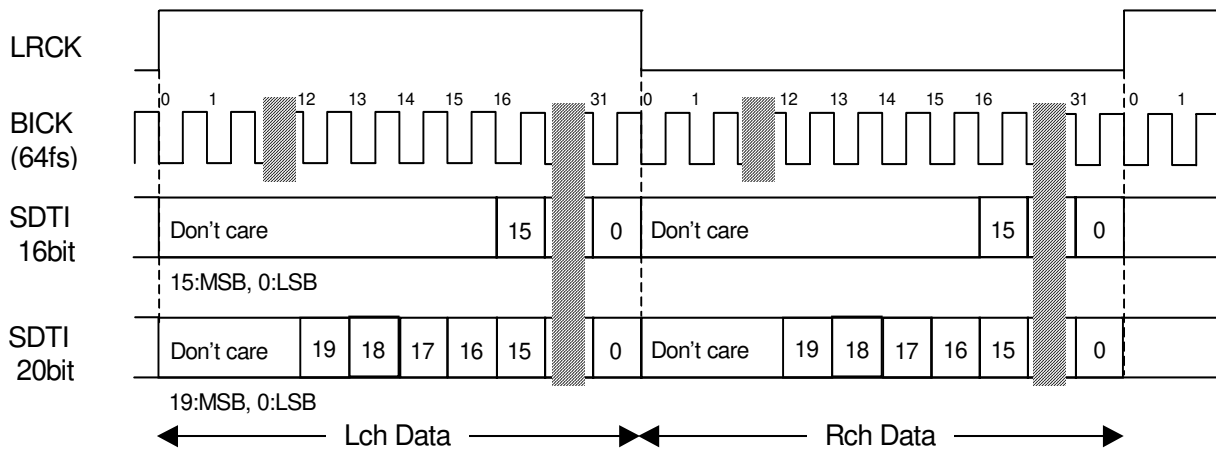 LRCK
0 1 12 13 14 15 16 31 0 1 12 13 14 15 16 31 0 1
BICK
(64fs)
SDTI
16bit
Don't care 15 0 Don't care 15 0
15:MSB, 0:LSB
SDTI
20bit
Don't care 19 18 17 16 15 0 Don't care 19 18 17 16 15 0
19:MSB, 0:LSB
Lch Data Rch Data